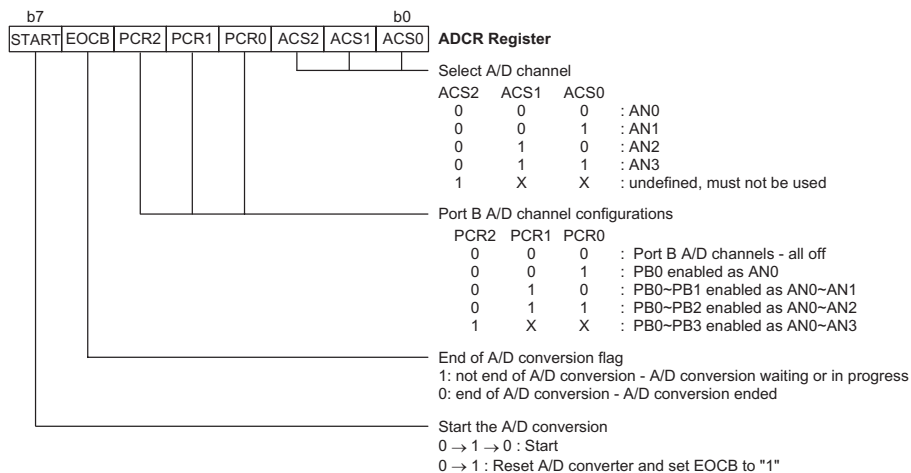 b7 b0
START EOCB PCR2 PCR1 PCR0 ACS2 ACS1 ACS0 ADCR Register
Select A/D channel
ACS2 ACS1 ACS0
0 0 0 : AN0
0 0 1 : AN1
0 1 0 : AN2
0 1 1 : AN3
1 X X : undefined, must not be used
Port B A/D channel configurations
PCR2 PCR1 PCR0
0 0 0 : Port B A/D channels - all off
0 0 1 : PB0 enabled as AN0
0 1 0 : PB0~PB1 enabled as AN0~AN1
0 1 1 : PB0~PB2 enabled as AN0~AN2
1 X X : PB0~PB3 enabled as AN0~AN3
End of A/D conversion flag
1: not end of A/D conversion - A/D conversion waiting or in progress
0: end of A/D conversion - A/D conversion ended
Start the A/D conversion
0 → 1 → 0 : Start
0 → 1 : Reset A/D converter and set EOCB to "1"